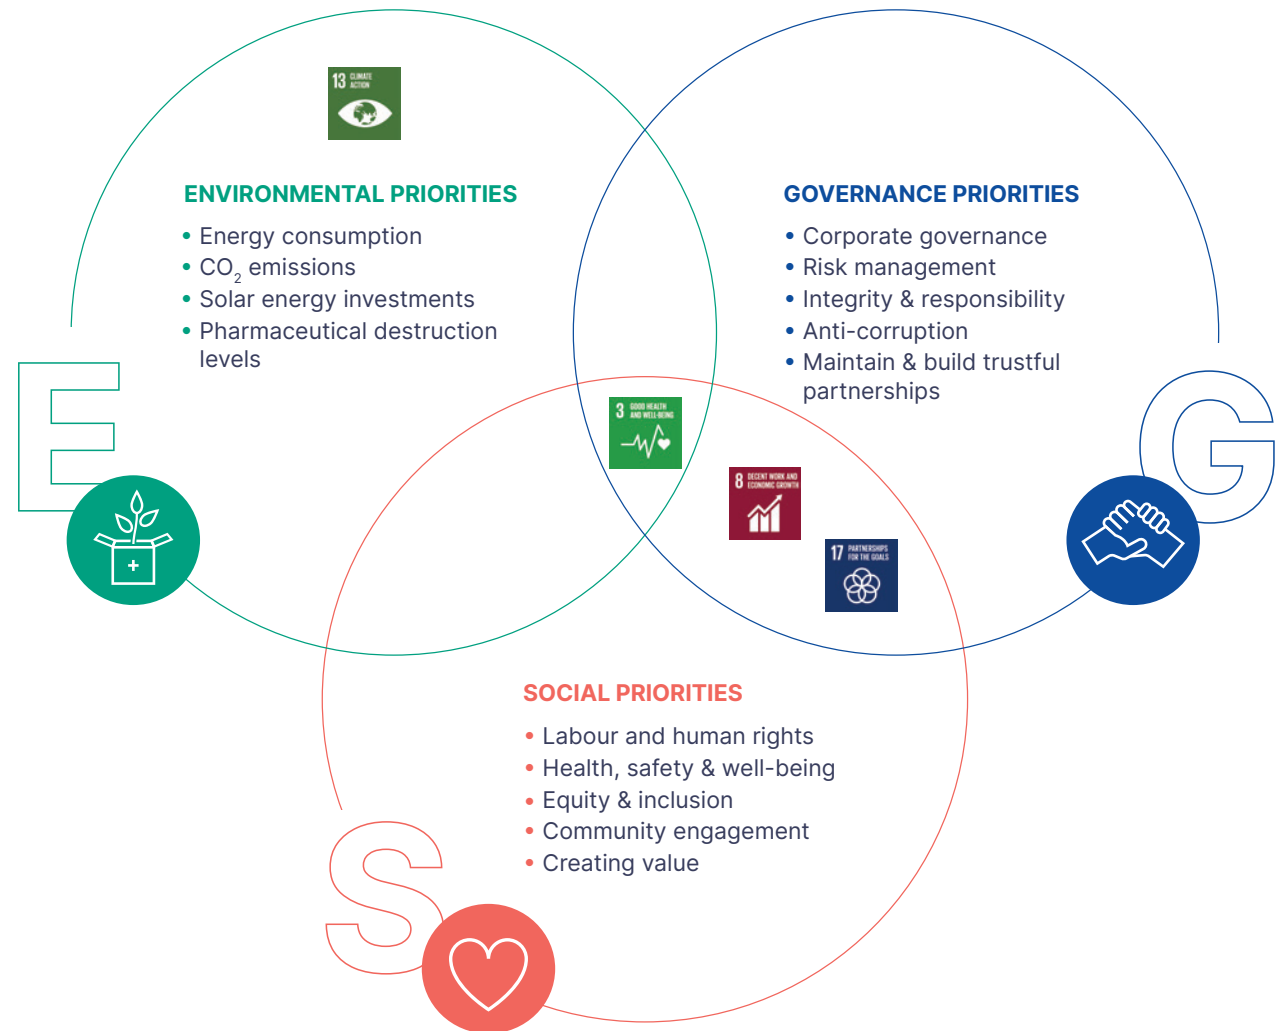 13 CLIMATE
ACTION
ENVIRONMENTAL PRIORITIES
• Energy consumption
• CO₂ emissions
• Solar energy investments
• Pharmaceutical destruction
levels
GOVERNANCE PRIORITIES
• Corporate governance
• Risk management
• Integrity & responsibility
• Anti-corruption
• Maintain & build trustful
partnerships
E
G
3 GOOD HEALTH
AND WELL-BEING
8 DECENT WORK AND
ECONOMIC GROWTH
17 PARTNERSHIPS
FOR THE GOALS
SOCIAL PRIORITIES
• Labour and human rights
• Health, safety & well-being
• Equity & inclusion
• Community engagement
• Creating value
S